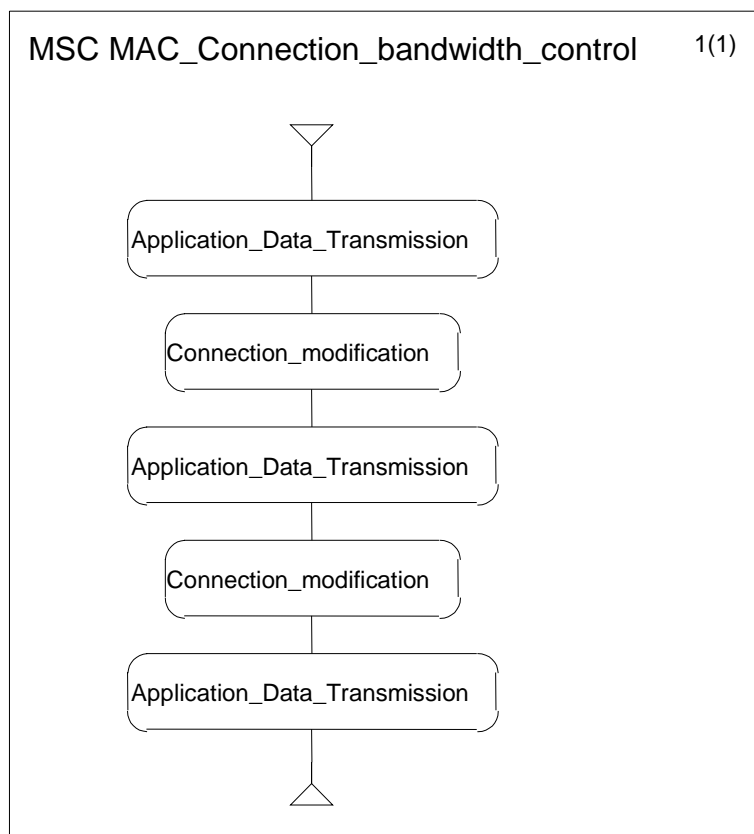 MSC MAC_Connection_bandwidth_control 1(1)
Application_Data_Transmission
Connection_modification
Application_Data_Transmission
Connection_modification
Application_Data_Transmission